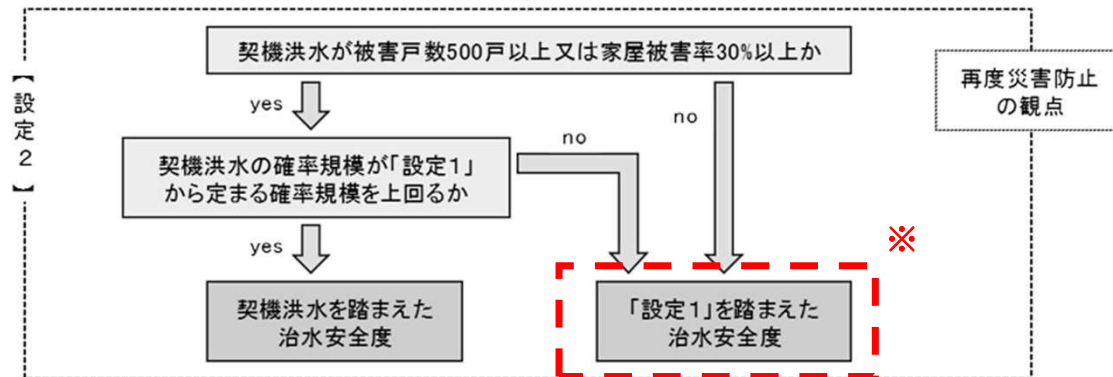 契機洪水が被害戸数500戸以上又は家屋被害率30%以上か
再度災害防止
の観点
【設定2】
yes
no
no
契機洪水の確率規模が「設定1」
から定まる確率規模を上回るか
yes
※
契機洪水を踏まえた
治水安全度
「設定1」を踏まえた
治水安全度